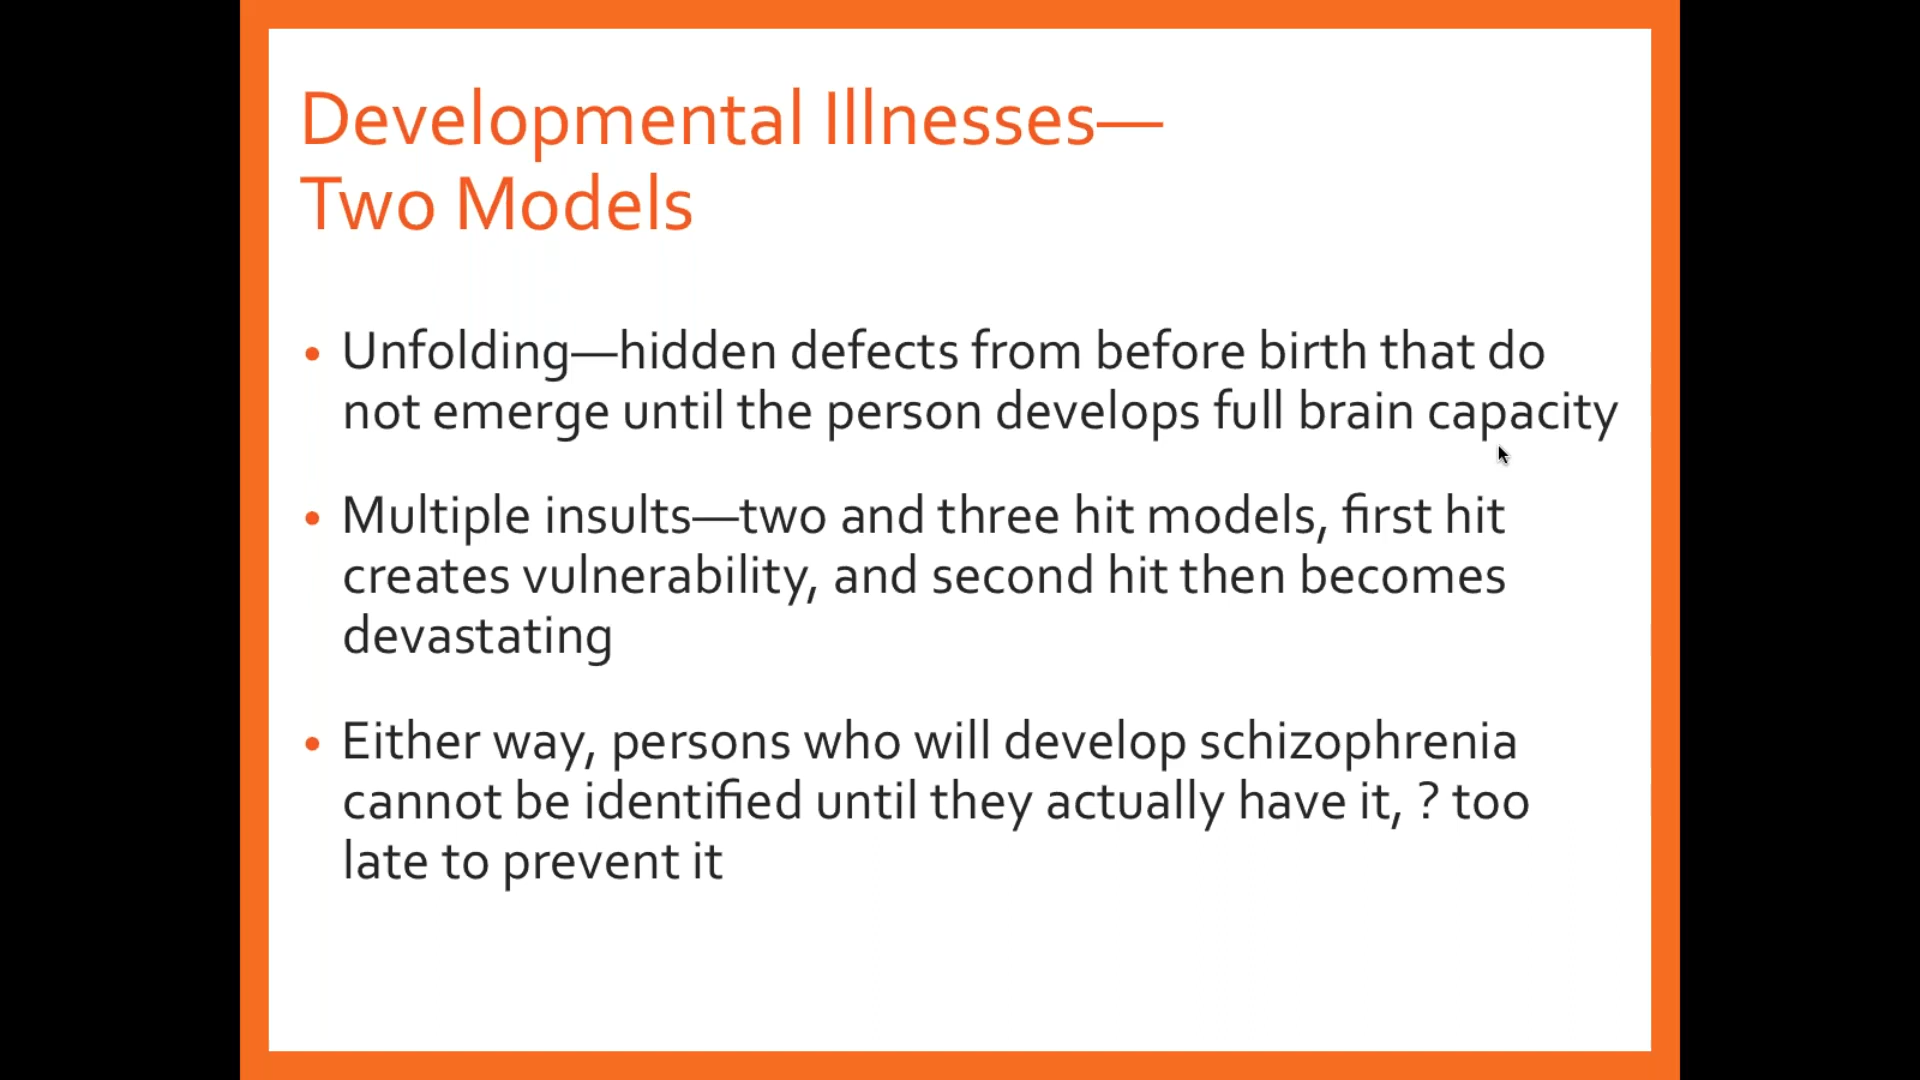 Developmental Illnesses—
Two Models
• Unfolding—hidden defects from before birth that do
not emerge until the person develops full brain capacity
• Multiple insults—two and three hit models, first hit
creates vulnerability, and second hit then becomes
devastating
• Either way, persons who will develop schizophrenia
cannot be identified until they actually have it, ? too
late to prevent it